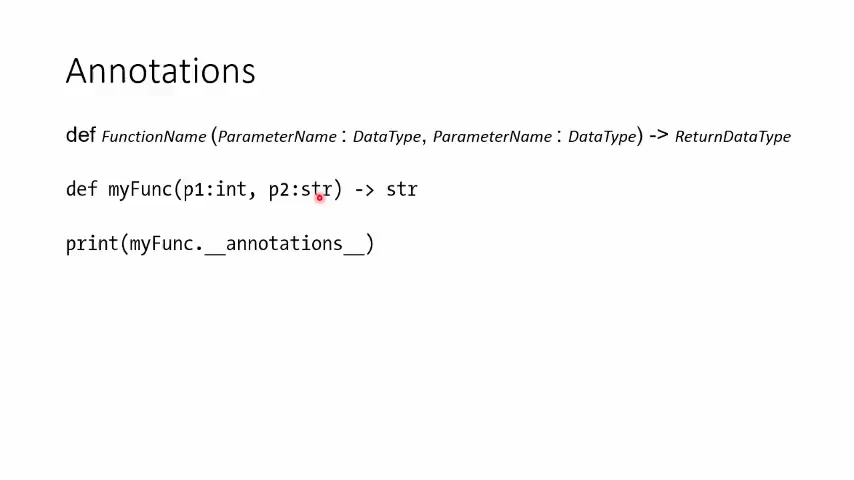 Annotations
def FunctionName (ParameterName : DataType, ParameterName : DataType) -> ReturnDataType
def myFunc(p1:int, p2:str) -> str
print(myFunc.__annotations__)